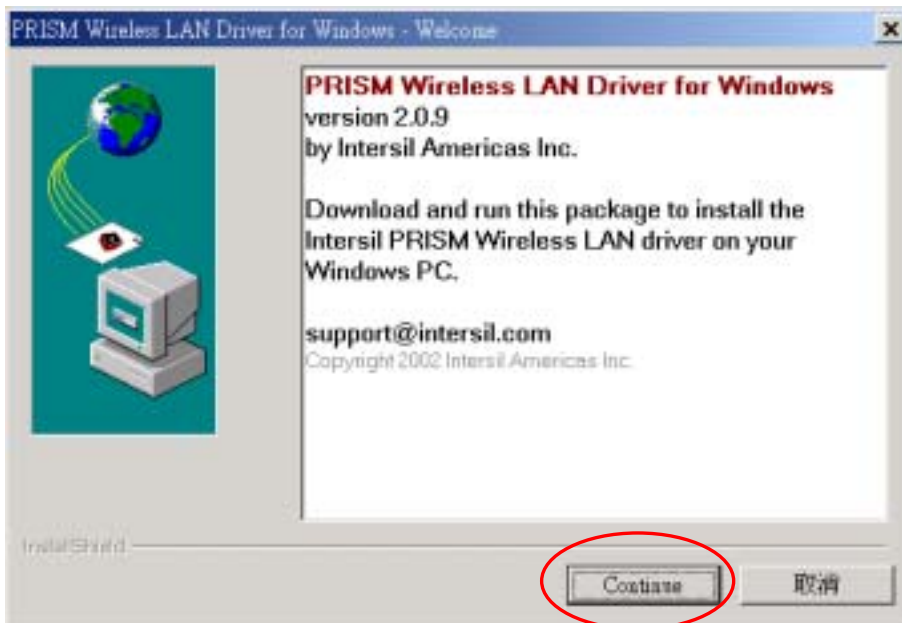 PRISM Wireless LAN Driver for Windows - Welcome
PRISM Wireless LAN Driver for Windows
version 2.0.9
by Intersil Americas Inc.
Download and run this package to install the
Intersil PRISM Wireless LAN driver on your
Windows PC.
support@intersil.com
Copyright 2002 Intersil Americas Inc.
InstallShield
Continue
取消